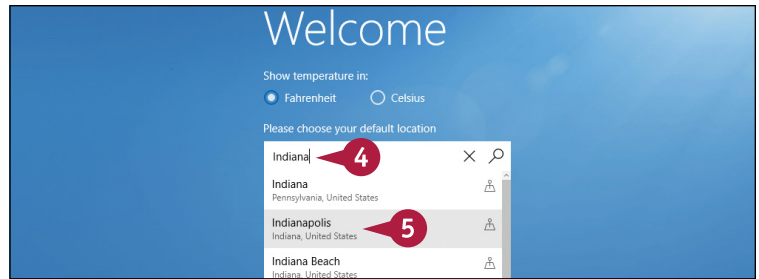 Welcome
Show temperature in:
Fahrenheit Celsius
Please choose your default location
Indiana 4
Indiana
Pennsylvania, United States
Indianapolis
Indiana, United States 5
Indiana Beach
Indiana, United States